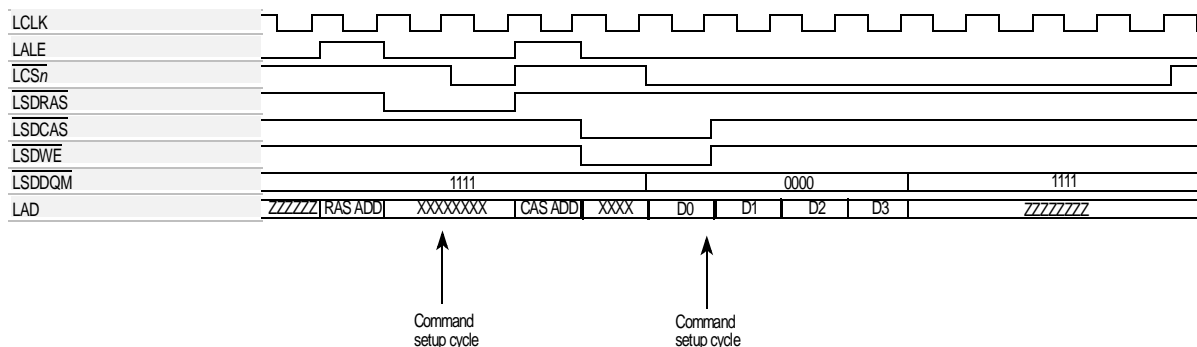 LCLK
LALE
LCSn
LSDRAS
LSDCAS
LSDWE
LSDDQM 1111 0000 1111
LAD ZZZZZZ RAS ADD XXXXXXXX CAS ADD XXXX D0 D1 D2 D3 ZZZZZZZZ
Command
setup cycle
Command
setup cycle